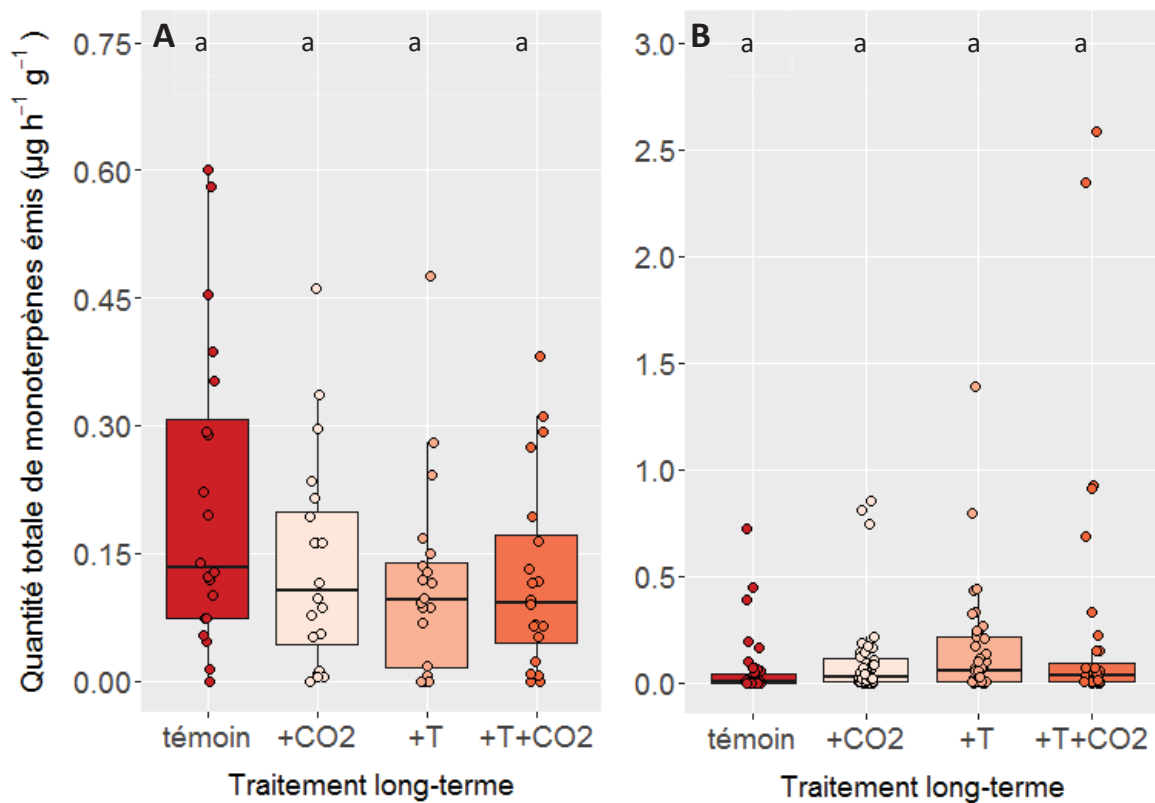 Quantité totale de monoterpènes émis (µg h⁻¹ g⁻¹)
A
a a a a
0.75
0.60
0.45
0.30
0.15
0.00
témoin +CO2 +T +T+CO2
Traitement long-terme
B
a a a a
3.0
2.5
2.0
1.5
1.0
0.5
0.0
témoin +CO2 +T +T+CO2
Traitement long-terme